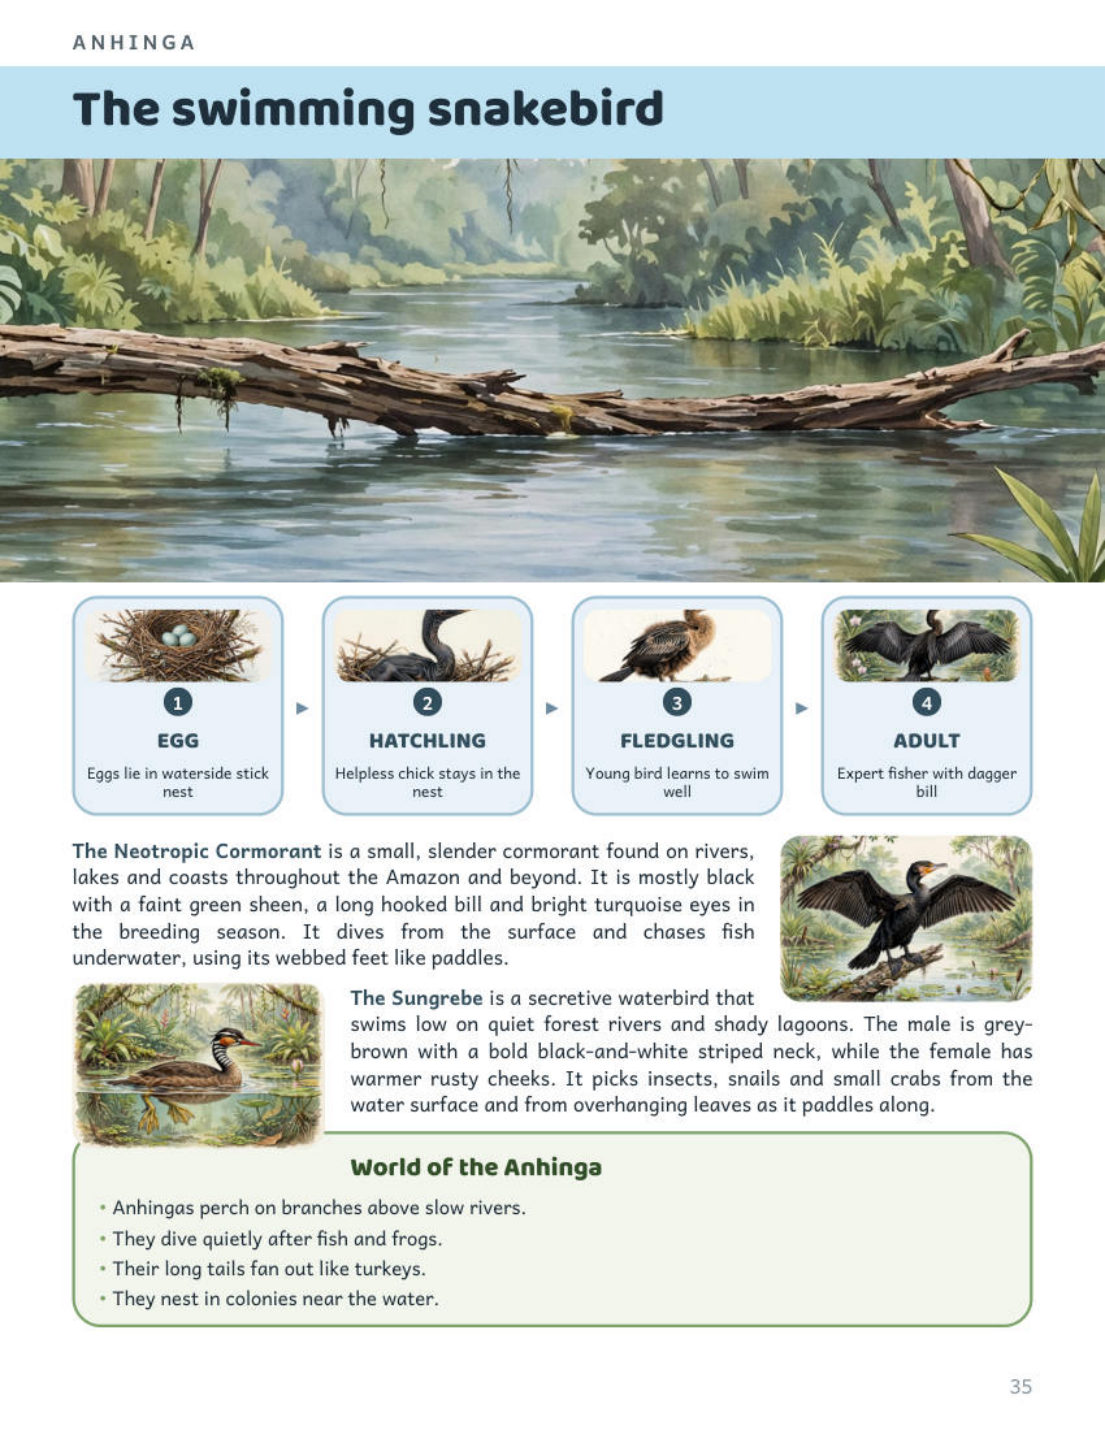 ANHINGA
The swimming snakebird
1
EGG
Eggs lie in waterside stick
nest
▶
2
HATCHLING
Helpless chick stays in the
nest
▶
3
FLEDGLING
Young bird learns to swim
well
▶
4
ADULT
Expert fisher with dagger
bill
The Neotropic Cormorant is a small, slender cormorant found on rivers,
lakes and coasts throughout the Amazon and beyond. It is mostly black
with a faint green sheen, a long hooked bill and bright turquoise eyes in
the breeding season. It dives from the surface and chases fish
underwater, using its webbed feet like paddles.
The Sungrebe is a secretive waterbird that
swims low on quiet forest rivers and shady lagoons. The male is grey-
brown with a bold black-and-white striped neck, while the female has
warmer rusty cheeks. It picks insects, snails and small crabs from the
water surface and from overhanging leaves as it paddles along.
World of the Anhinga
• Anhingas perch on branches above slow rivers.
• They dive quietly after fish and frogs.
• Their long tails fan out like turkeys.
• They nest in colonies near the water.
35